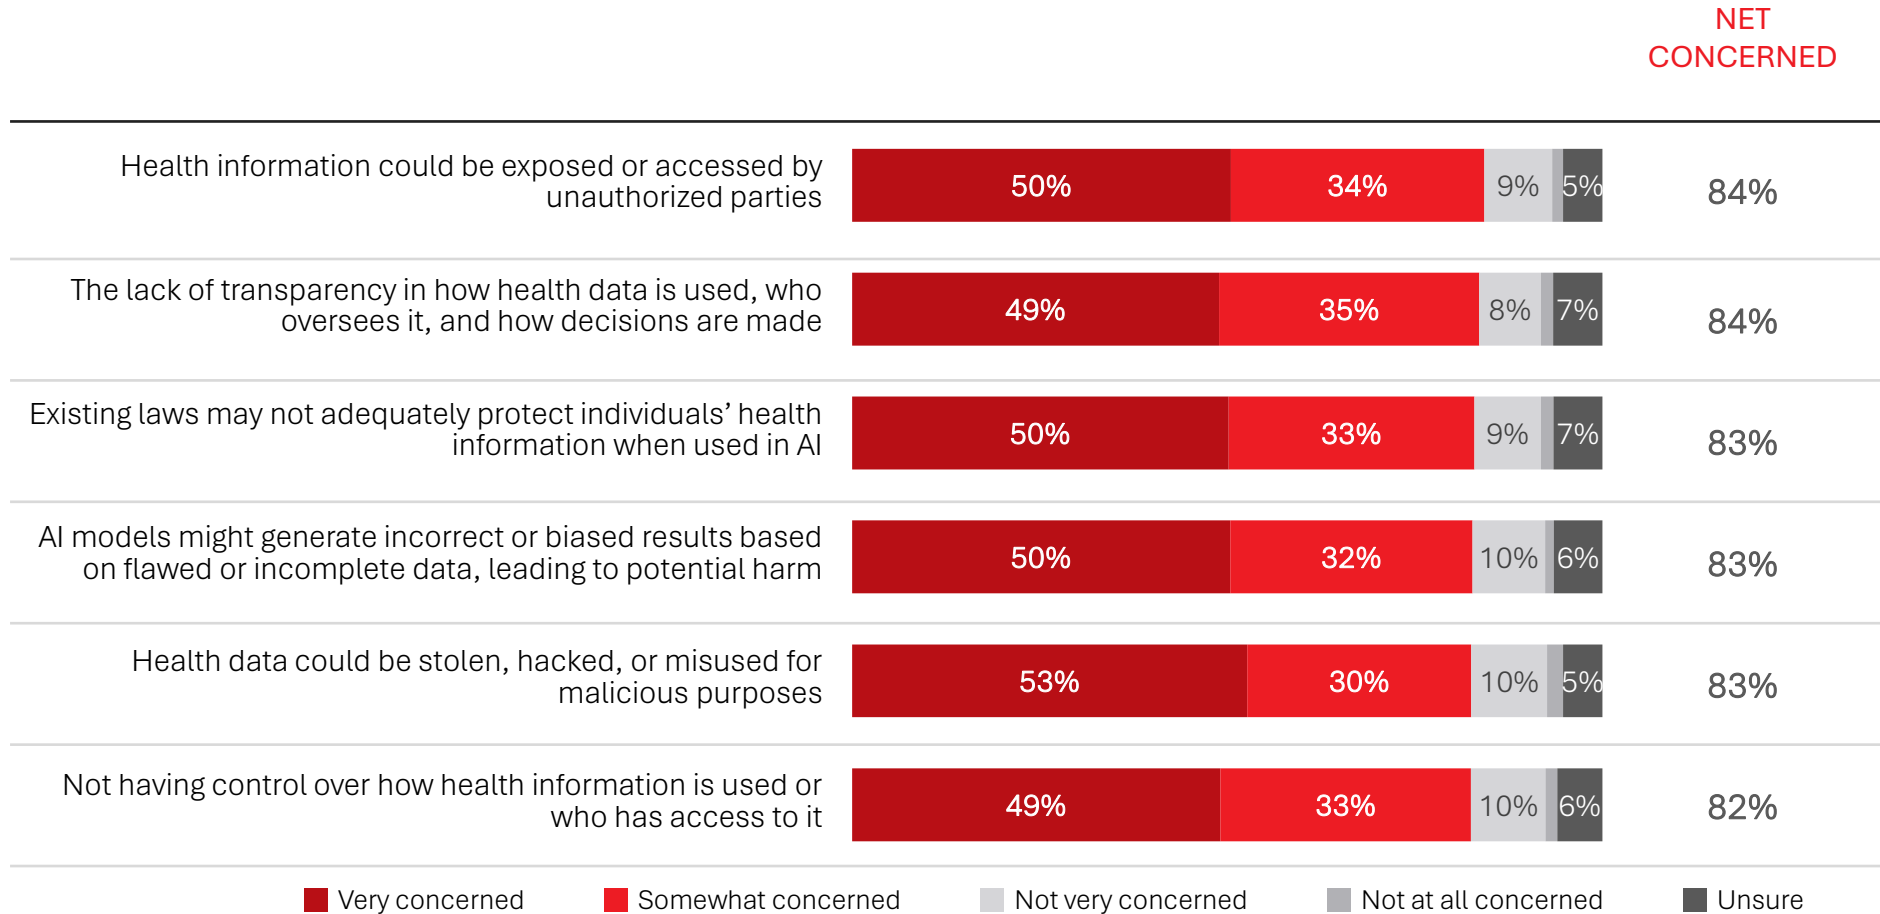 NET
CONCERNED
Health information could be exposed or accessed by
unauthorized parties
50% 34% 9% 5% 84%
The lack of transparency in how health data is used, who
oversees it, and how decisions are made
49% 35% 8% 7% 84%
Existing laws may not adequately protect individuals’ health
information when used in AI
50% 33% 9% 7% 83%
AI models might generate incorrect or biased results based
on flawed or incomplete data, leading to potential harm
50% 32% 10% 6% 83%
Health data could be stolen, hacked, or misused for
malicious purposes
53% 30% 10% 5% 83%
Not having control over how health information is used or
who has access to it
49% 33% 10% 6% 82%
Very concerned Somewhat concerned Not very concerned Not at all concerned Unsure